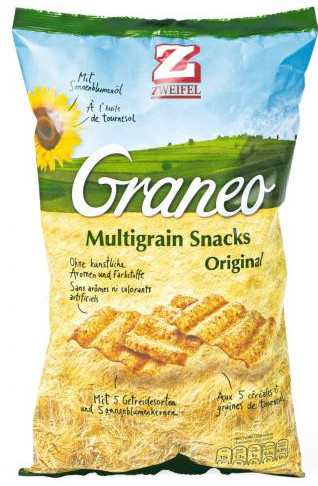 Z
ZWEIFEL
Mit
Sonnenblumenöl
À l'huile
de tournesol
Graneo
Multigrain Snacks
Original
Ohne künstliche
Aromen und Farbstoffe
Sans arômes ni colorants
artificiels
Mit 5 Getreidesorten
und Sonnenblumenkernen.
Aux 5 céréales &
graines de tournesol.